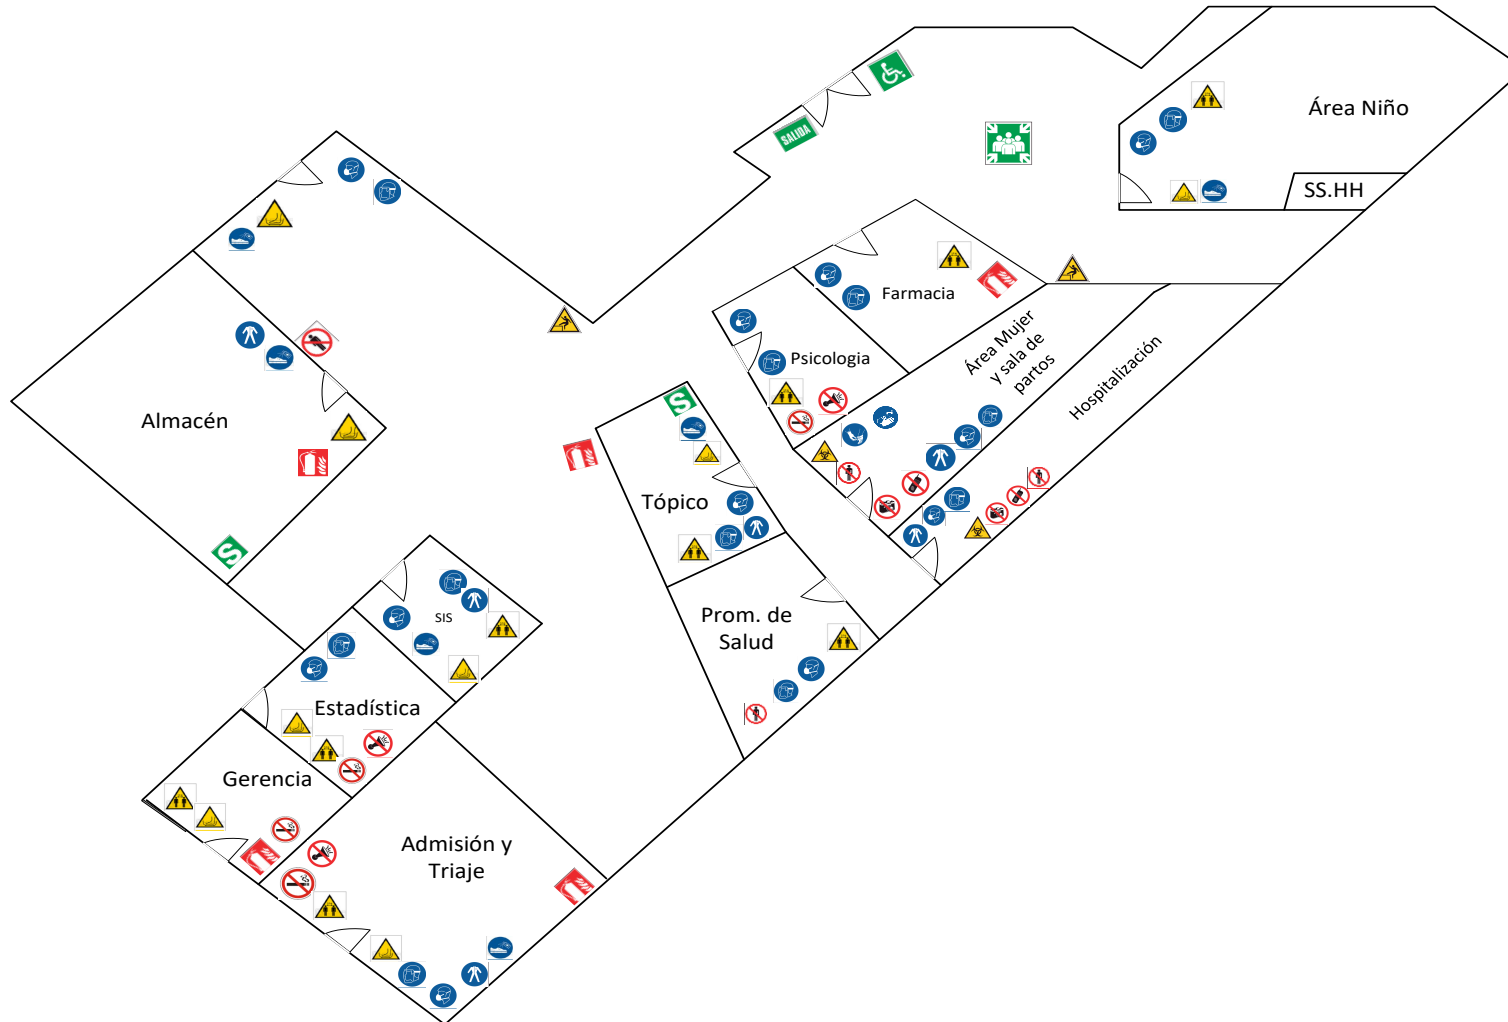 SALIDA
Área Niño
SS.HH
Farmacia
Psicologia
Área Mujer
y sala de
partos
Hospitalización
Almacén
S
Tópico
S
Prom. de
Salud
SIS
Estadística
Gerencia
Admisión y
Triaje